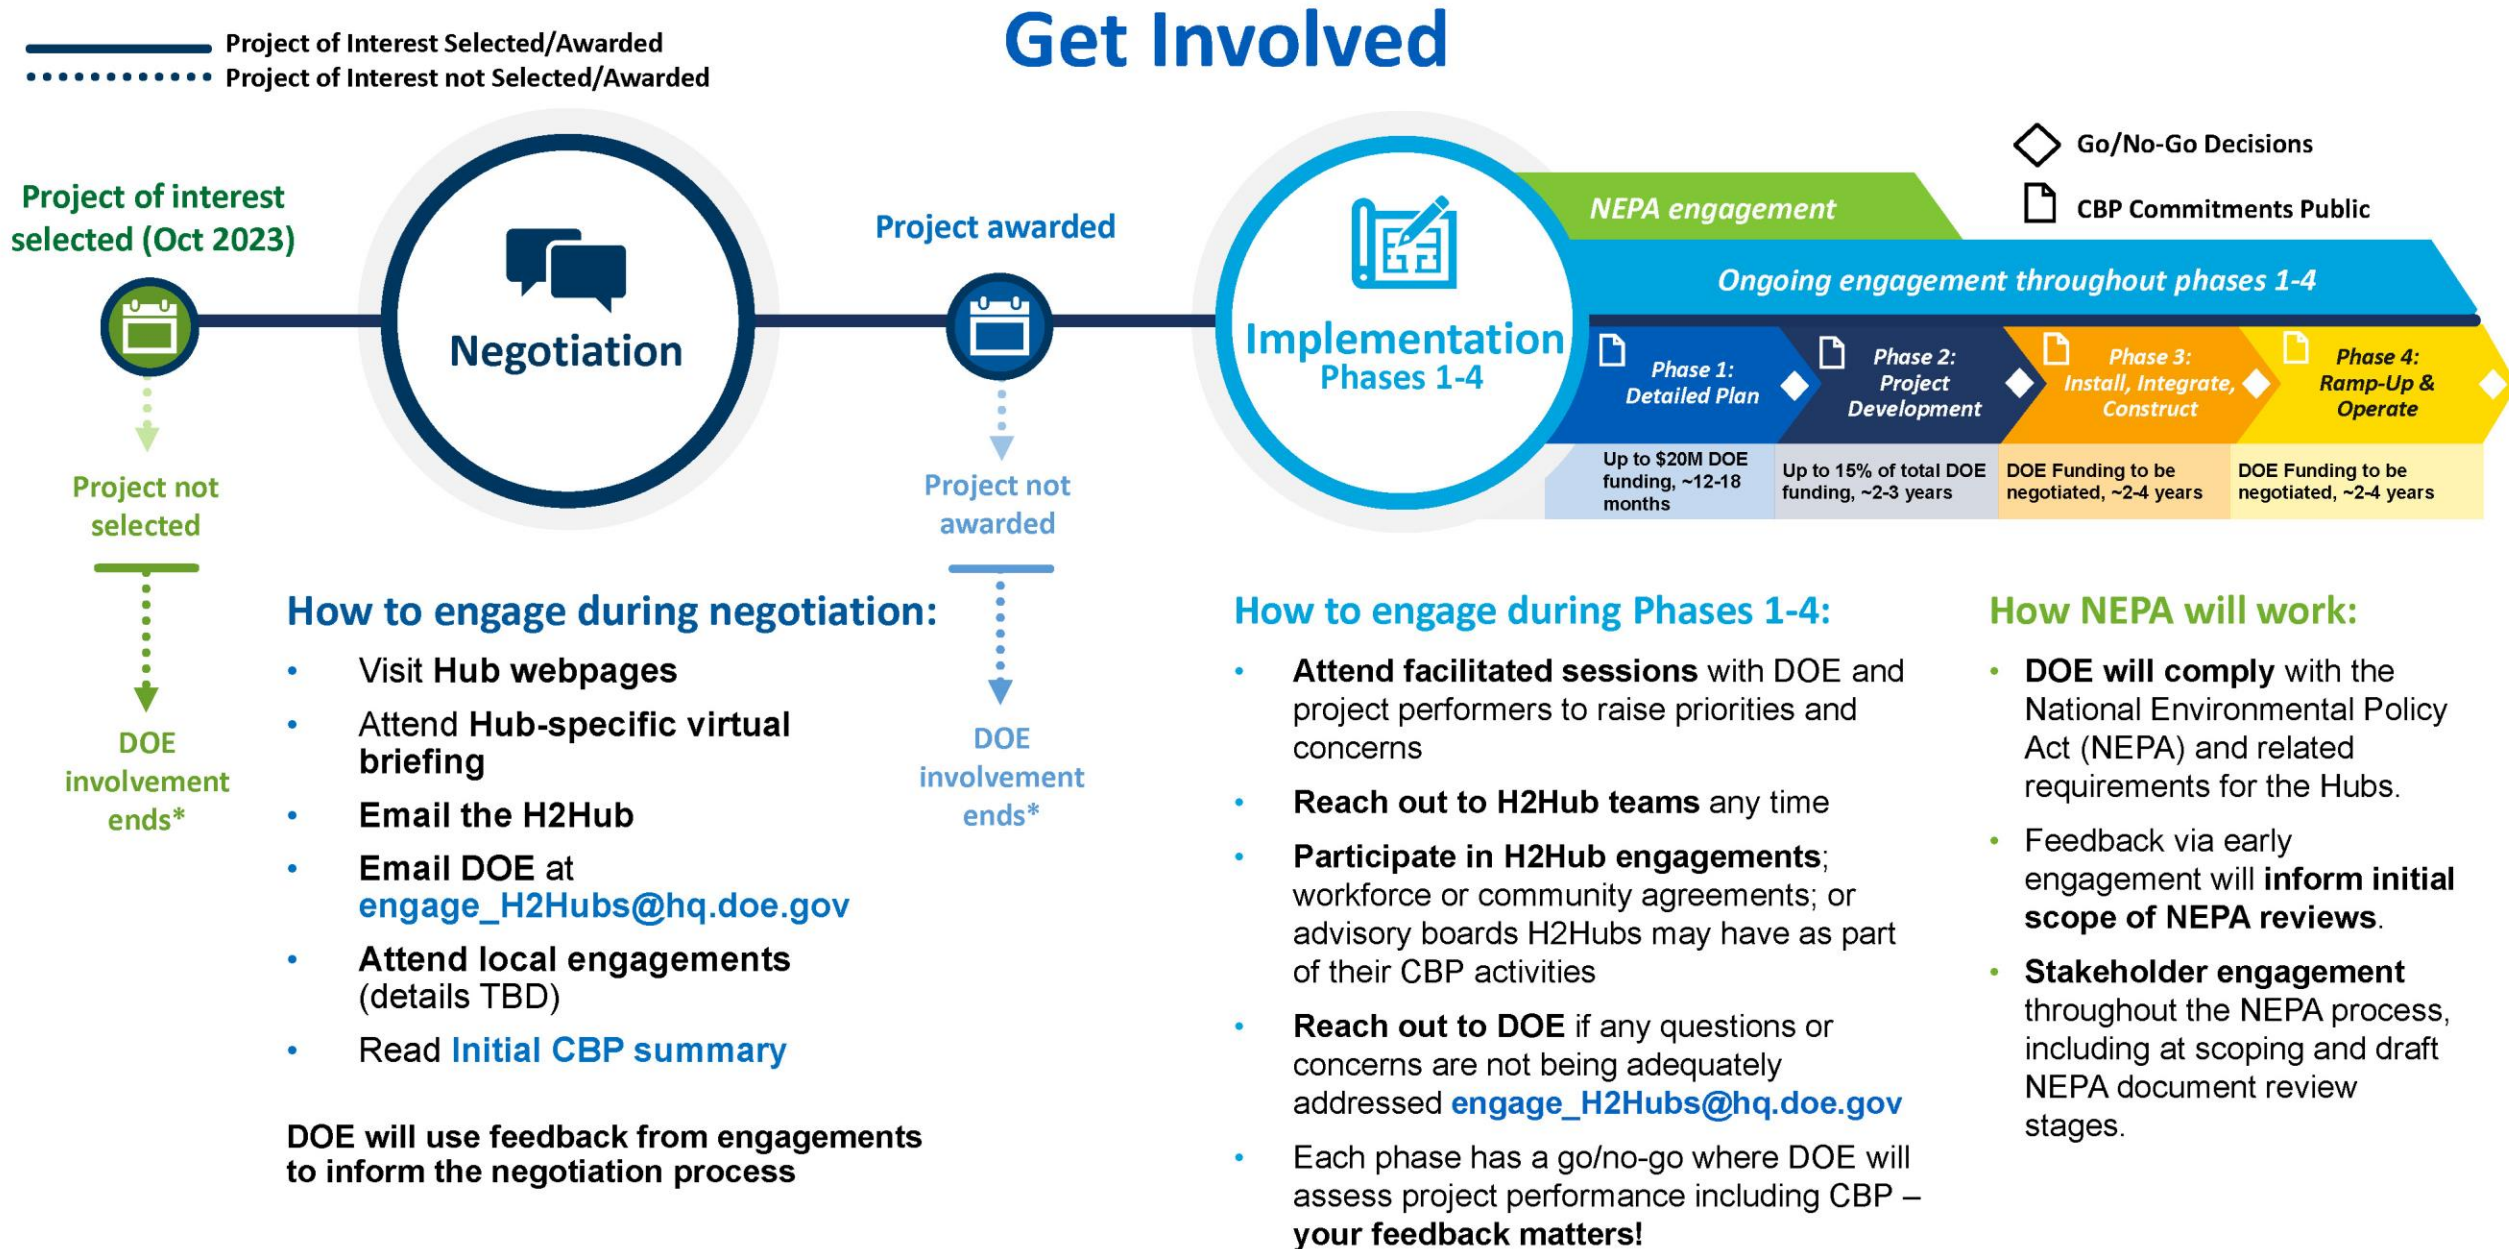 Get Involved
Project of Interest Selected/Awarded
Project of Interest not Selected/Awarded
Go/No-Go Decisions
CBP Commitments Public
Project of interest
selected (Oct 2023)
Project not
selected
DOE
involvement
ends*
Negotiation
Project awarded
Project not
awarded
DOE
involvement
ends*
Implementation
Phases 1-4
NEPA engagement
Ongoing engagement throughout phases 1-4
Phase 1:
Detailed Plan
Phase 2:
Project
Development
Phase 3:
Install, Integrate,
Construct
Phase 4:
Ramp-Up &
Operate
Up to $20M DOE
funding, ~12-18
months
Up to 15% of total DOE
funding, ~2-3 years
DOE Funding to be
negotiated, ~2-4 years
DOE Funding to be
negotiated, ~2-4 years
How to engage during negotiation:
• Visit Hub webpages
• Attend Hub-specific virtual
briefing
• Email the H2Hub
• Email DOE at
engage_H2Hubs@hq.doe.gov
• Attend local engagements
(details TBD)
• Read Initial CBP summary
DOE will use feedback from engagements
to inform the negotiation process
How to engage during Phases 1-4:
• Attend facilitated sessions with DOE and
project performers to raise priorities and
concerns
• Reach out to H2Hub teams any time
• Participate in H2Hub engagements;
workforce or community agreements; or
advisory boards H2Hubs may have as part
of their CBP activities
• Reach out to DOE if any questions or
concerns are not being adequately
addressed engage_H2Hubs@hq.doe.gov
• Each phase has a go/no-go where DOE will
assess project performance including CBP –
your feedback matters!
How NEPA will work:
• DOE will comply with the
National Environmental Policy
Act (NEPA) and related
requirements for the Hubs.
• Feedback via early
engagement will inform initial
scope of NEPA reviews.
• Stakeholder engagement
throughout the NEPA process,
including at scoping and draft
NEPA document review
stages.